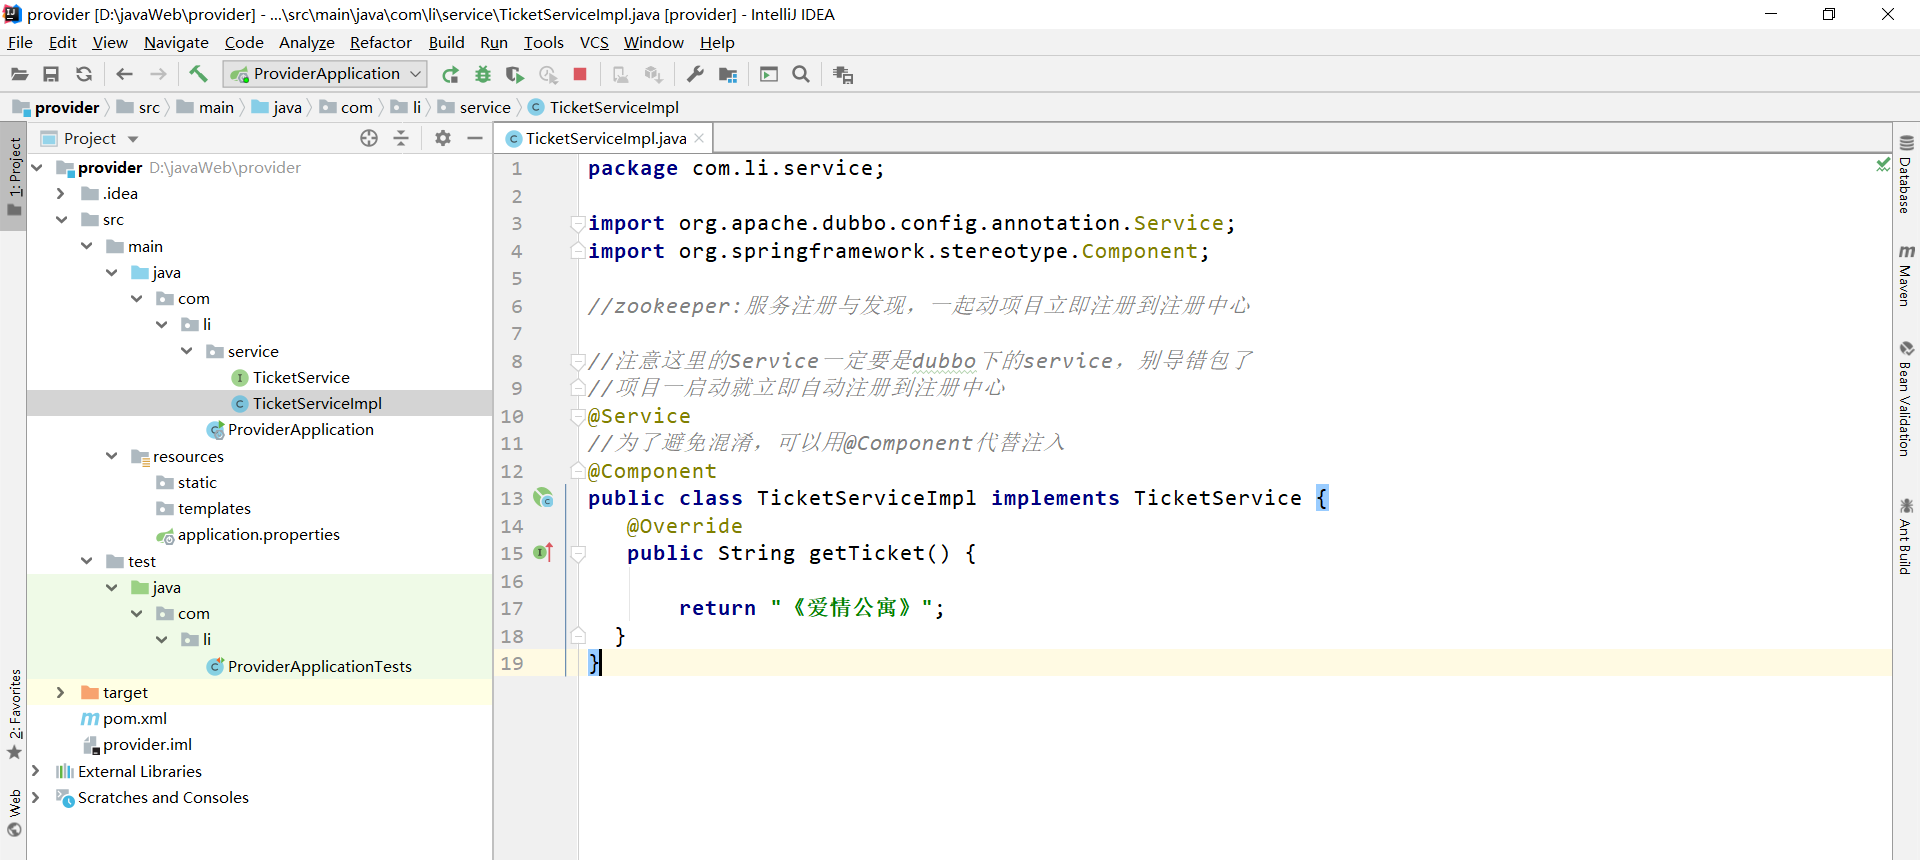 provider [D:\javaWeb\provider] - ...\src\main\java\com\li\service\TicketServiceImpl.java [provider] - IntelliJ IDEA
File Edit View Navigate Code Analyze Refactor Build Run Tools VCS Window Help
ProviderApplication
provider src main java com li service TicketServiceImpl
Project
TicketServiceImpl.java
1: Project
2: Favorites
Web
provider D:\javaWeb\provider
.idea
src
main
java
com
li
service
TicketService
TicketServiceImpl
ProviderApplication
resources
static
templates
application.properties
test
java
com
li
ProviderApplicationTests
target
pom.xml
provider.iml
External Libraries
Scratches and Consoles
1 package com.li.service;
2
3 import org.apache.dubbo.config.annotation.Service;
4 import org.springframework.stereotype.Component;
5
6 //zookeeper:服务注册与发现，一起动项目立即注册到注册中心
7
8 //注意这里的Service一定要是dubbo下的service，别导错包了
9 //项目一启动就立即自动注册到注册中心
10 @Service
11 //为了避免混淆，可以用@Component代替注入
12 @Component
13 public class TicketServiceImpl implements TicketService {
14 @Override
15 public String getTicket() {
16
17 return "《爱情公寓》";
18 }
19 }
Database
Maven
Bean Validation
Ant Build